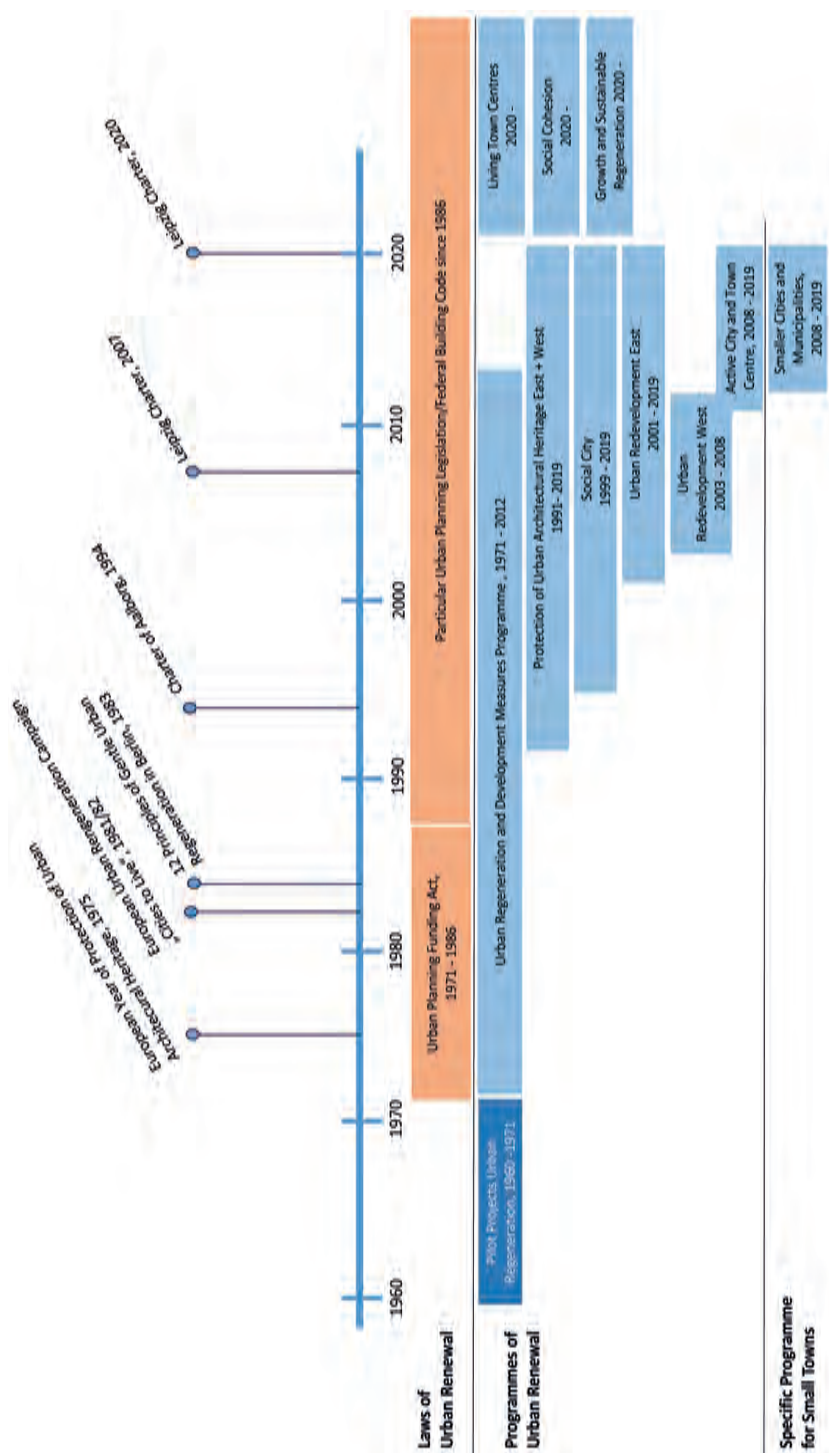 European Year of Protection of Urban
Architecural Heritage, 1975
European Urban Rengeneration Campaign
„Cities to Live“, 1981/82
12 Principles of Gentle Urban
Regeneration in Berlin, 1983
Charter of Aalborg, 1994
Leipzig Charter, 2007
Leipzig Charter, 2020
1960
1970
1980
1990
2000
2010
2020
Laws of
Urban Renewal
Urban Planning Funding Act,
1971 - 1986
Particular Urban Planning Legislation/Federal Building Code since 1986
Programmes of
Urban Renewal
Pilot Projects Urban
Regeneration, 1960 -1971
Urban Regeneration and Development Measures Programme , 1971 - 2012
Living Town Centres
2020 -
Protection of Urban Architectural Heritage East + West
1991- 2019
Social Cohesion
2020 -
Social City
1999 - 2019
Growth and Sustainable
Regeneration 2020 -
Urban Redevelopment East
2001 - 2019
Urban
Redevelopment West
2003 - 2008
Active City and Town
Centre, 2008 - 2019
Specific Programme
for Small Towns
Smaller Cities and
Municipalities,
2008 - 2019